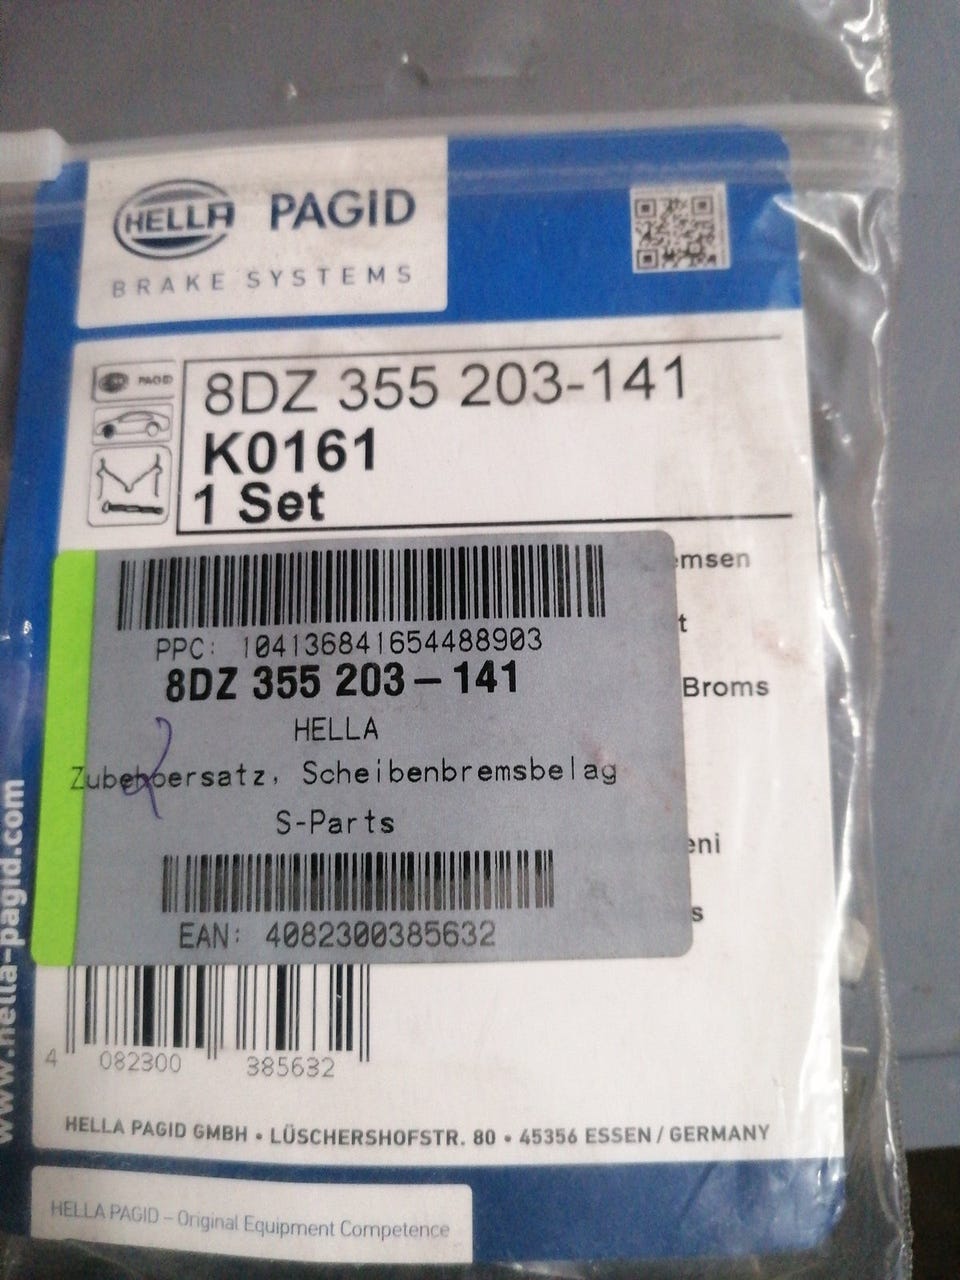 HELLA PAGID
BRAKE SYSTEMS
PAGID
8DZ 355 203-141
K0161
1 Set
emsen
t
Broms
eni
s
PPC: 104136841654488903
8DZ 355 203-141
HELLA
Zubehoersatz, Scheibenbremsbelag
S-Parts
EAN: 4082300385632
4 082300 385632
www.hella-pagid.com
HELLA PAGID GMBH • LÜSCHERSHOFSTR. 80 • 45356 ESSEN / GERMANY
HELLA PAGID – Original Equipment Competence